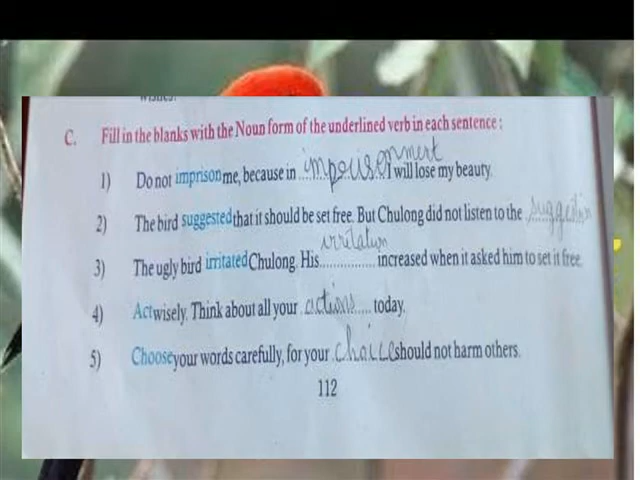 C. Fill in the blanks with the Noun form of the underlined verb in each sentence :
1) Do not imprison me, because in imprisonment I will lose my beauty.
2) The bird suggested that it should be set free. But Chulong did not listen to the suggestion
3) The ugly bird irritated Chulong. His irritation increased when it asked him to set it free.
4) Act wisely. Think about all your actions today.
5) Choose your words carefully, for your choice should not harm others.
112